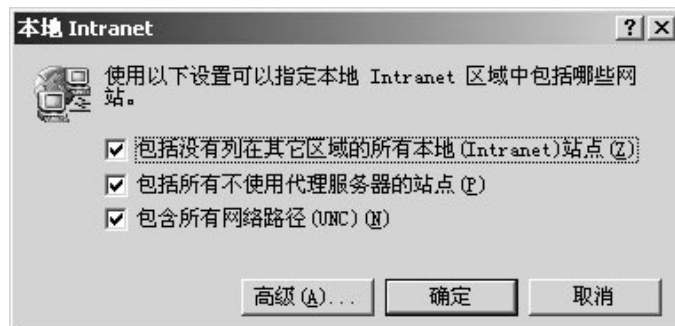 本地 Intranet
使用以下设置可以指定本地 Intranet 区域中包括哪些网
站。
包括没有列在其它区域的所有本地(Intranet)站点(Z)
包括所有不使用代理服务器的站点(P)
包含所有网络路径(UNC)(N)
高级(A)... 确定 取消